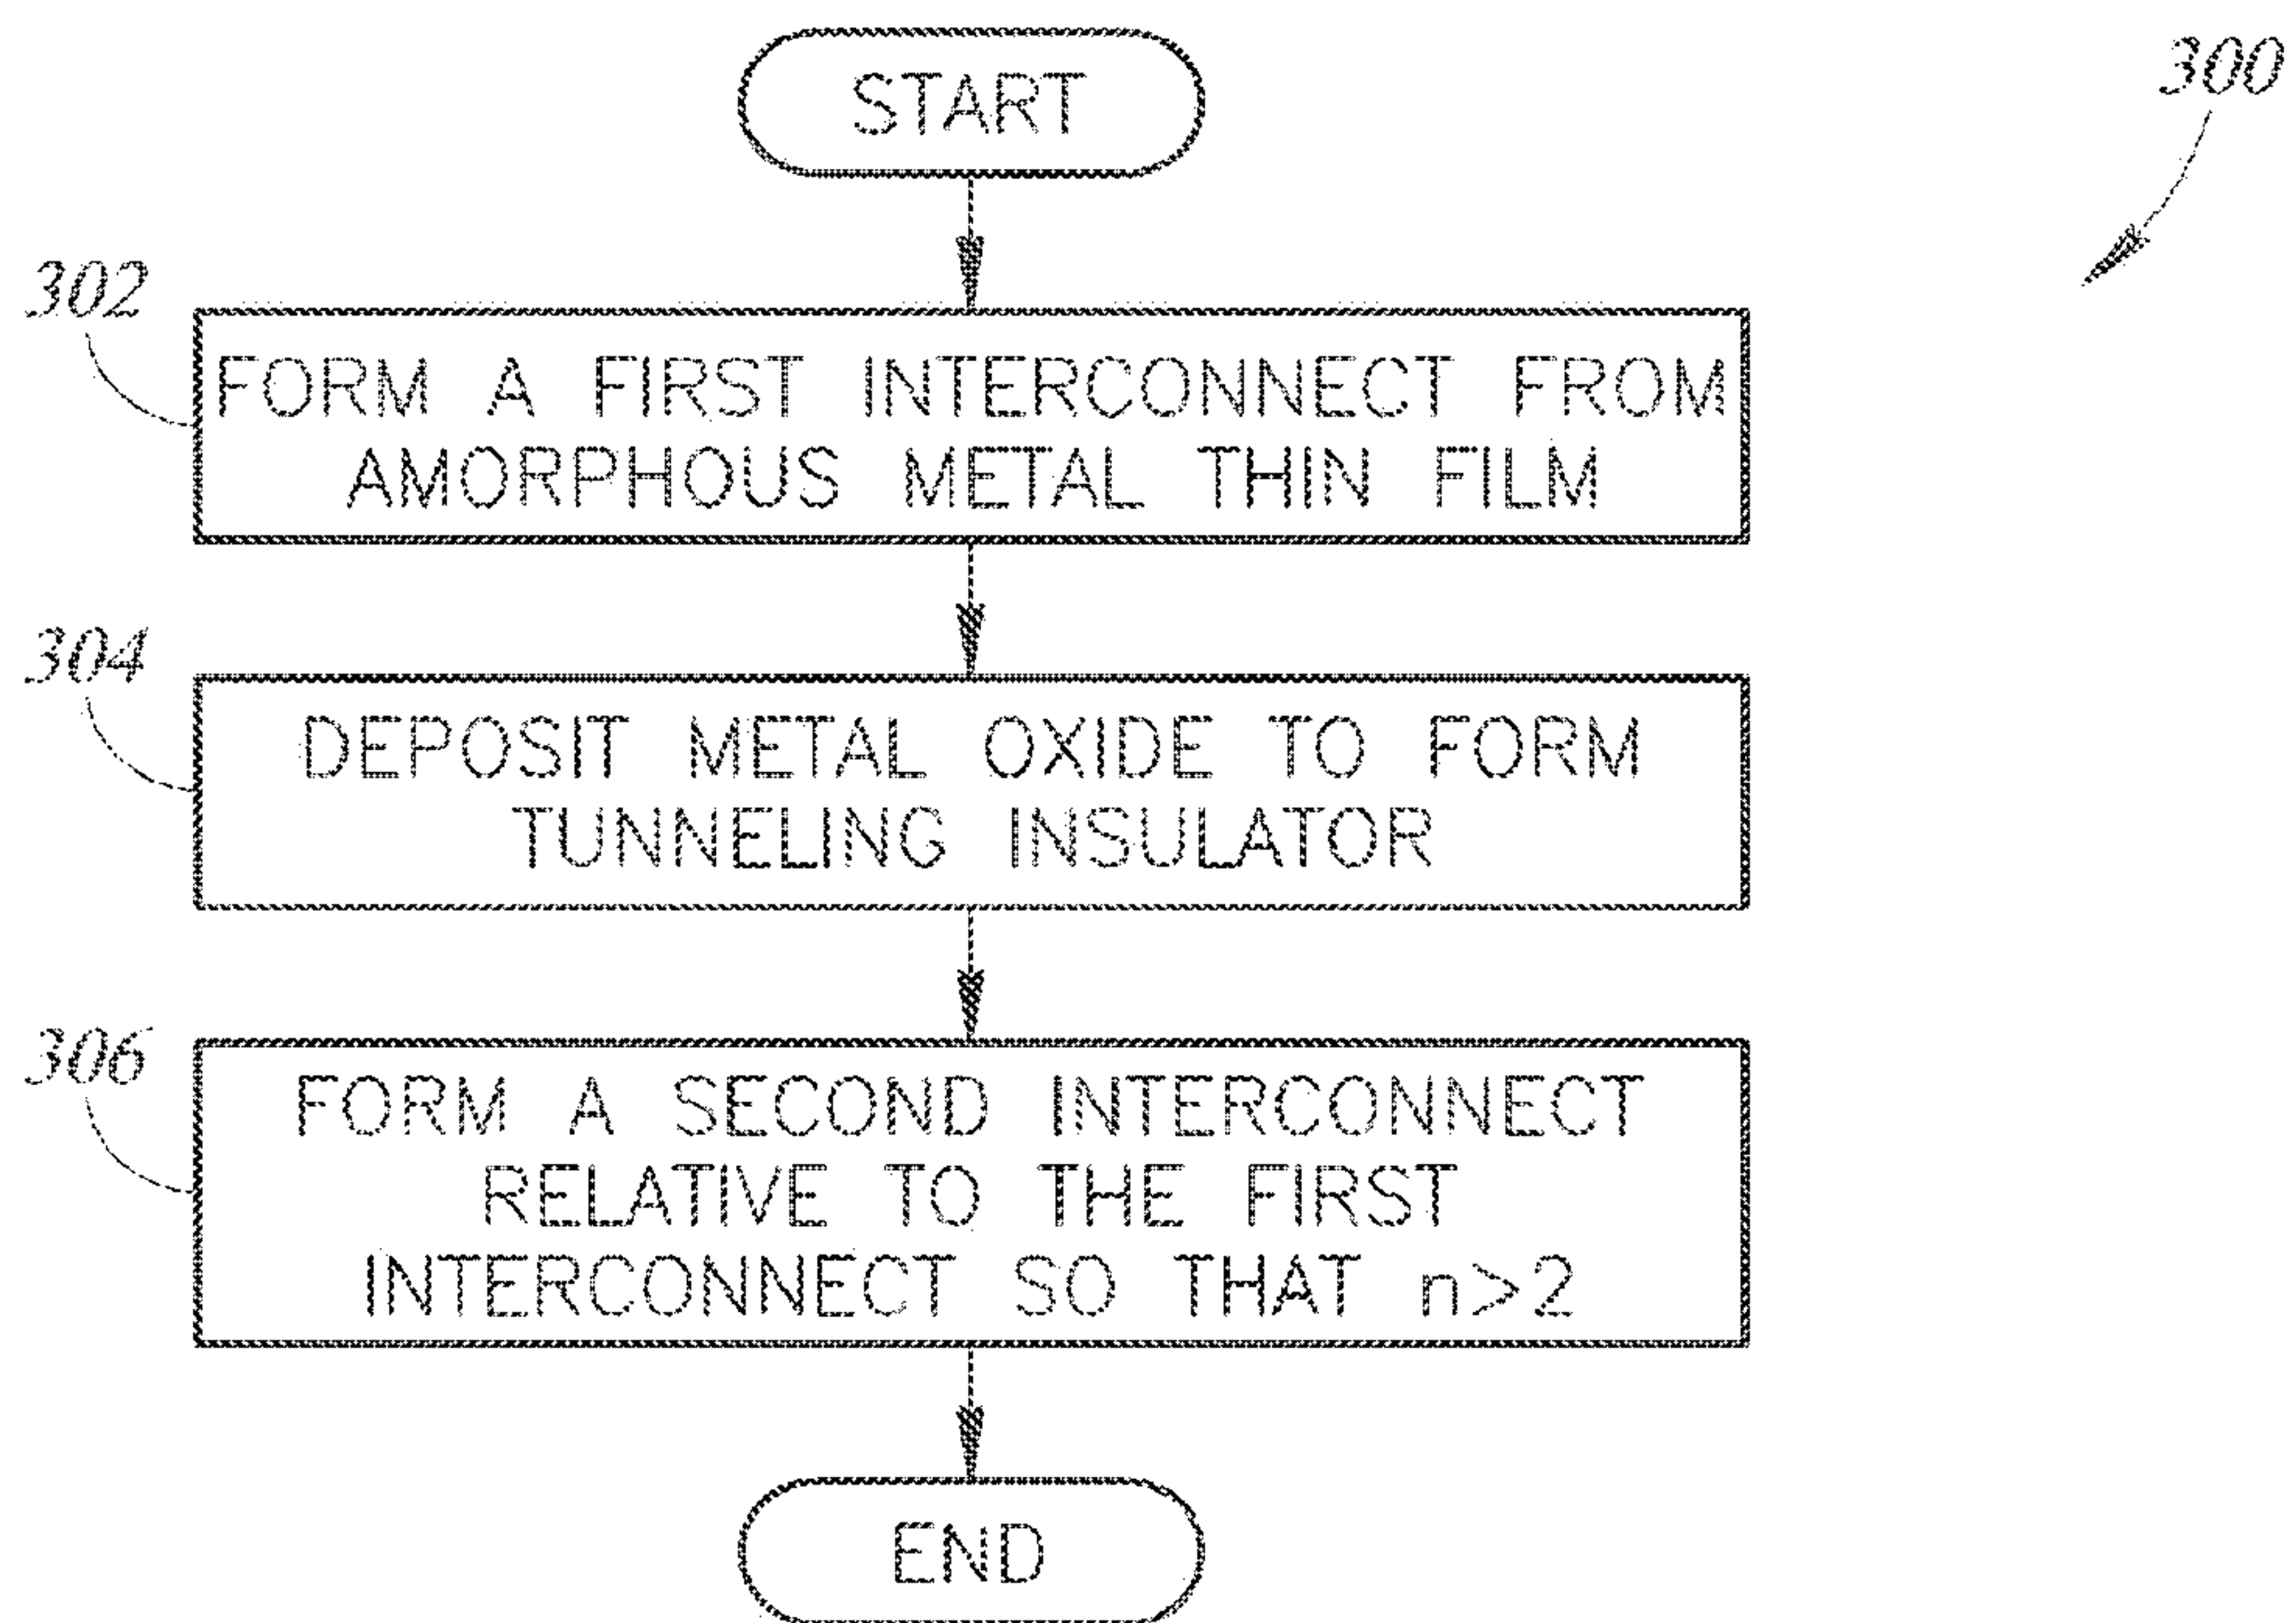 START
300
302
FORM A FIRST INTERCONNECT FROM
AMORPHOUS METAL THIN FILM
304
DEPOSIT METAL OXIDE TO FORM
TUNNELING INSULATOR
306
FORM A SECOND INTERCONNECT
RELATIVE TO THE FIRST
INTERCONNECT SO THAT n>2
END